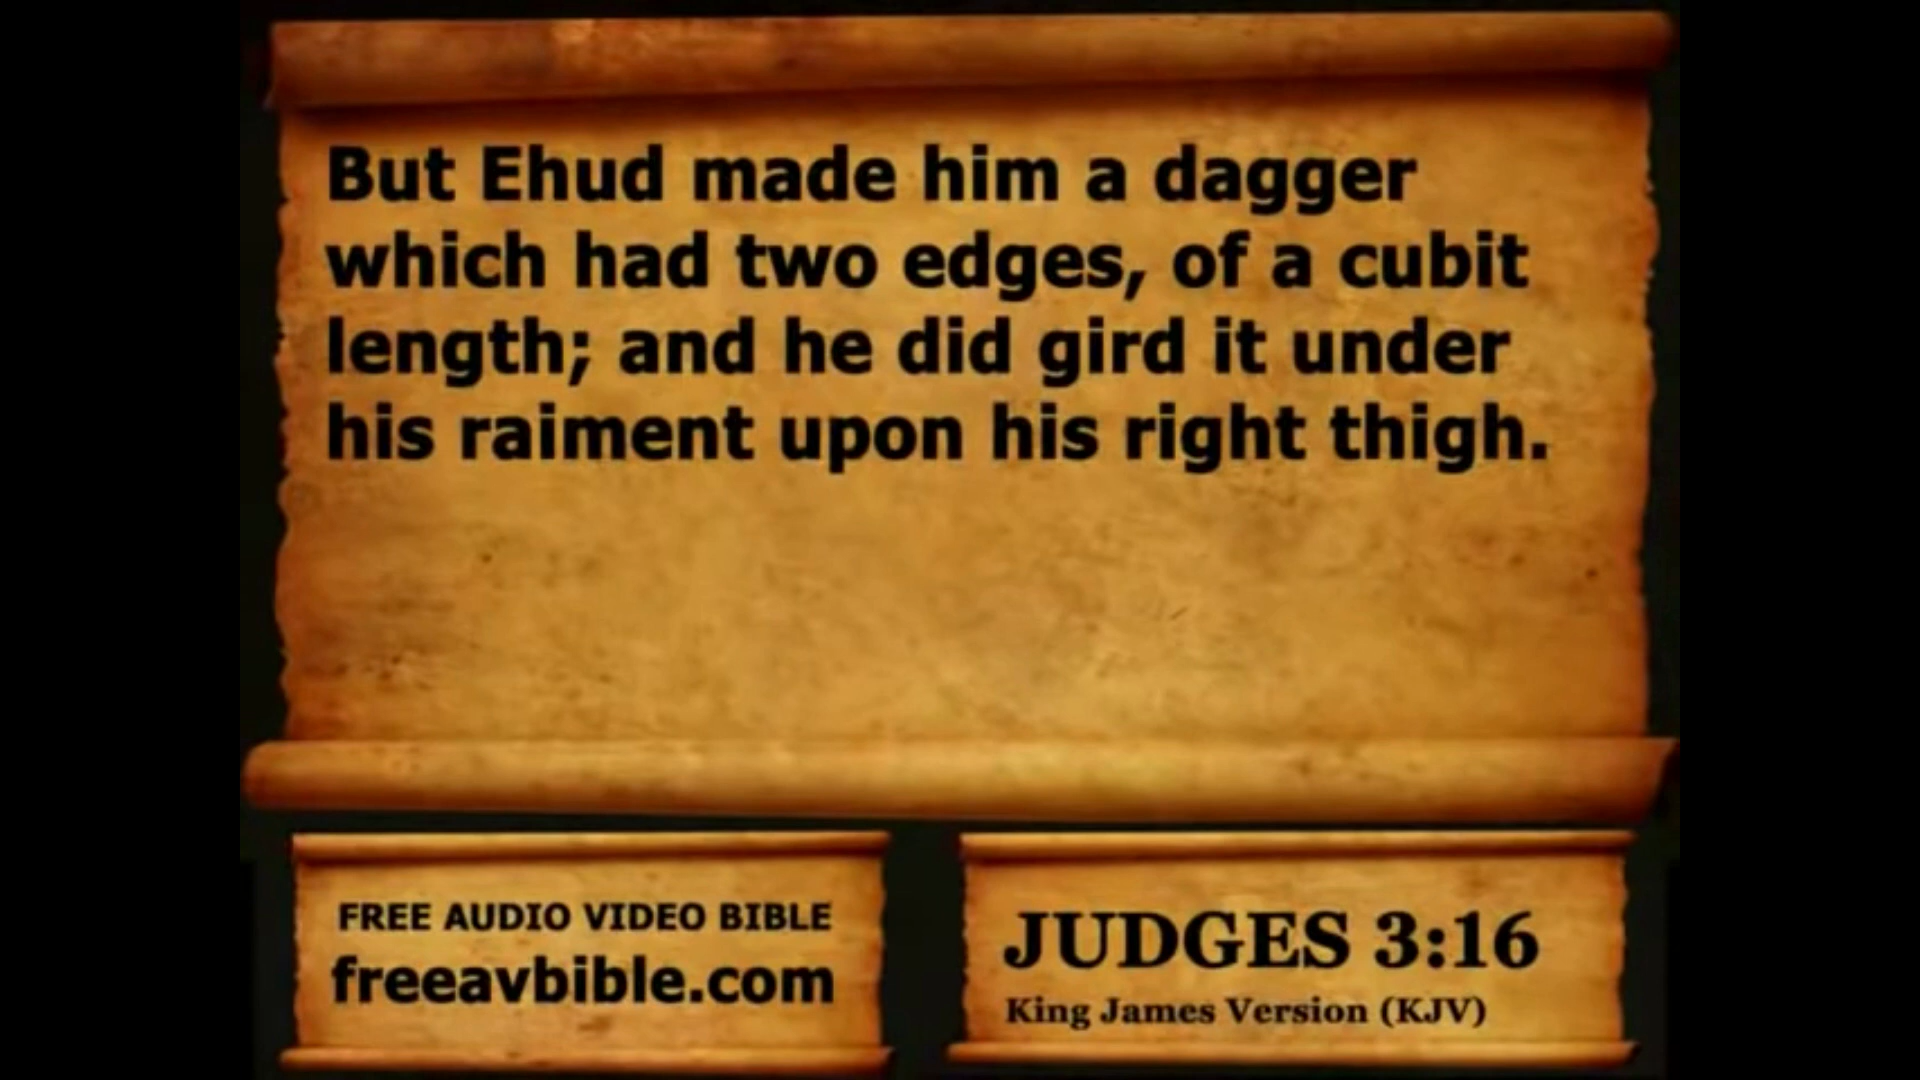 But Ehud made him a dagger
which had two edges, of a cubit
length; and he did gird it under
his raiment upon his right thigh.
FREE AUDIO VIDEO BIBLE
freeavbible.com
JUDGES 3:16
King James Version (KJV)